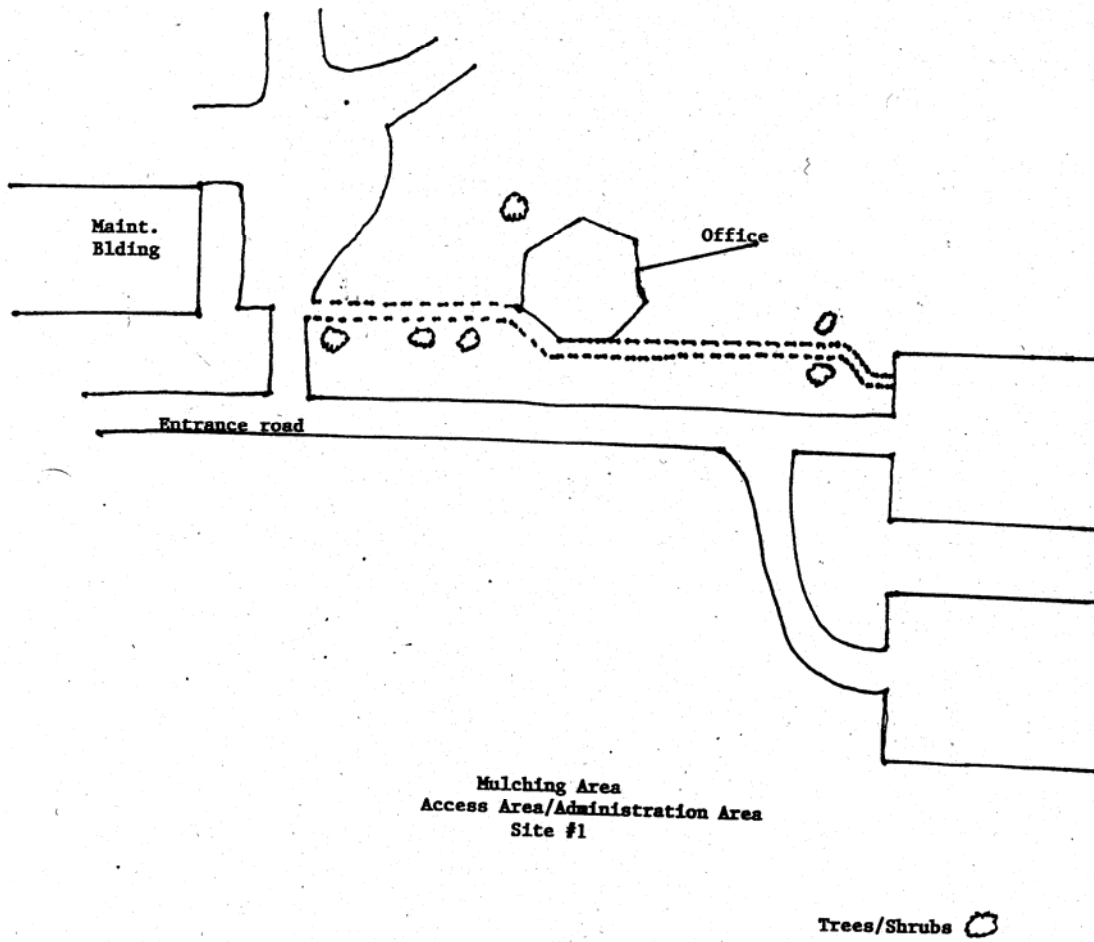 Maint.
Blding
Office
Entrance road
Mulching Area
Access Area/Administration Area
Site #1
Trees/Shrubs